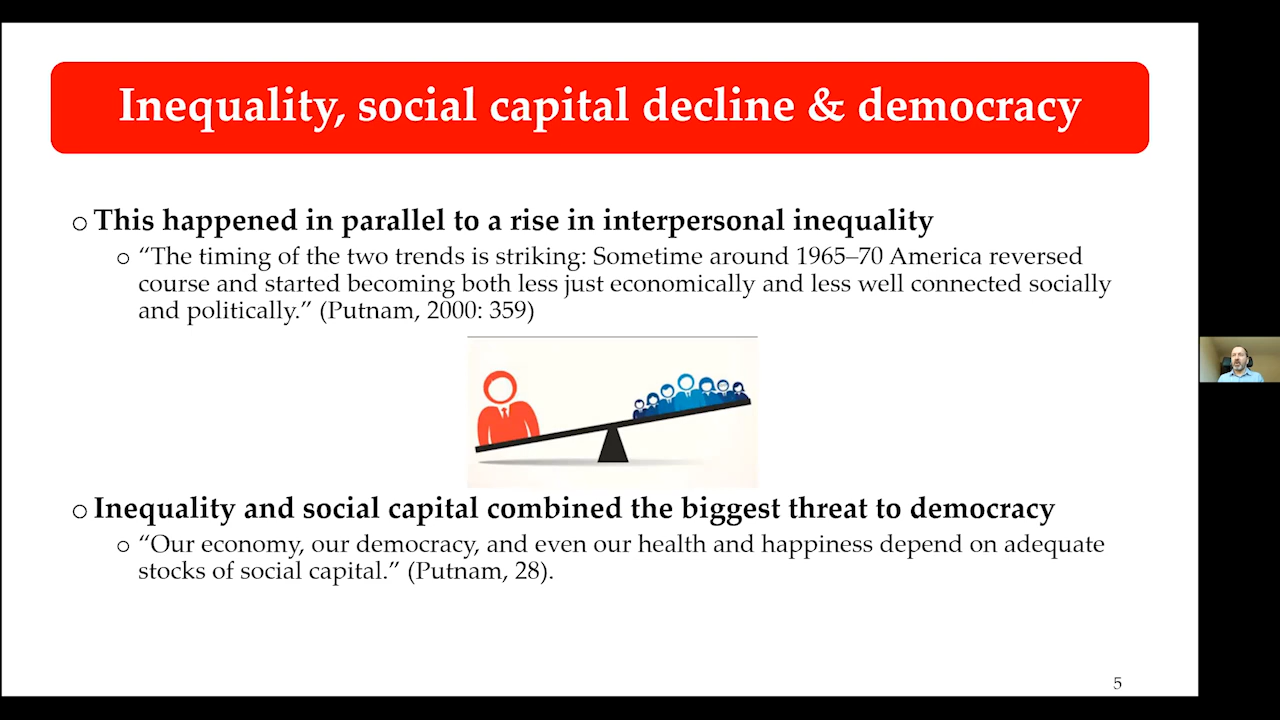 Inequality, social capital decline & democracy
o This happened in parallel to a rise in interpersonal inequality
o “The timing of the two trends is striking: Sometime around 1965–70 America reversed
course and started becoming both less just economically and less well connected socially
and politically.” (Putnam, 2000: 359)
o Inequality and social capital combined the biggest threat to democracy
o “Our economy, our democracy, and even our health and happiness depend on adequate
stocks of social capital.” (Putnam, 28).
5